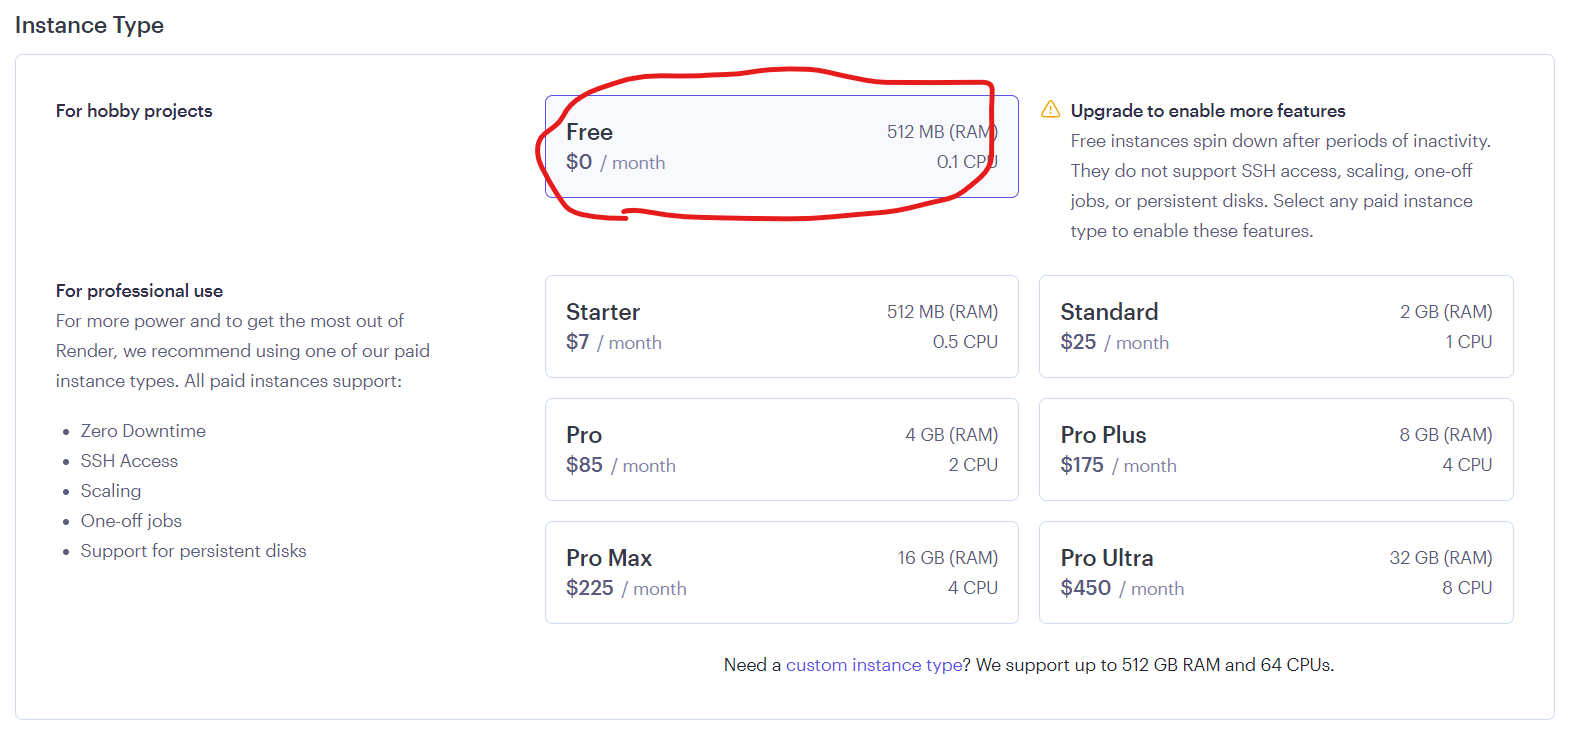 Instance Type
For hobby projects
Free
512 MB (RAM)
$0 / month
0.1 CPU
Upgrade to enable more features
Free instances spin down after periods of inactivity.
They do not support SSH access, scaling, one-off
jobs, or persistent disks. Select any paid instance
type to enable these features.
For professional use
For more power and to get the most out of
Render, we recommend using one of our paid
instance types. All paid instances support:
Zero Downtime
SSH Access
Scaling
One-off jobs
Support for persistent disks
Starter
512 MB (RAM)
$7 / month
0.5 CPU
Standard
2 GB (RAM)
$25 / month
1 CPU
Pro
4 GB (RAM)
$85 / month
2 CPU
Pro Plus
8 GB (RAM)
$175 / month
4 CPU
Pro Max
16 GB (RAM)
$225 / month
4 CPU
Pro Ultra
32 GB (RAM)
$450 / month
8 CPU
Need a custom instance type? We support up to 512 GB RAM and 64 CPUs.